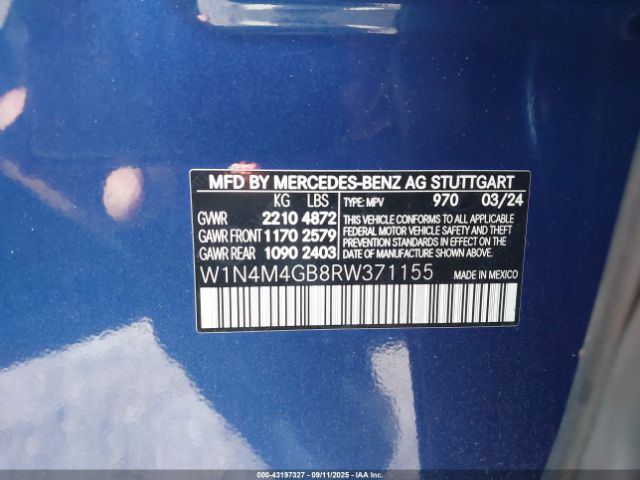 MFD BY MERCEDES-BENZ AG STUTTGART
KG LBS TYPE: MPV 970 03/24
GVWR 2210 4872
GAWR FRONT 1170 2579
GAWR REAR 1090 2403
THIS VEHICLE CONFORMS TO ALL APPLICABLE
FEDERAL MOTOR VEHICLE SAFETY, BUMPER,
AND THEFT PREVENTION STANDARDS IN
EFFECT ON THE DATE OF MANUFACTURE
SHOWN ABOVE.
W1N4M4GB8RW371155 MADE IN MEXICO
000-43197327 - 09/11/2025 - IAA Inc.